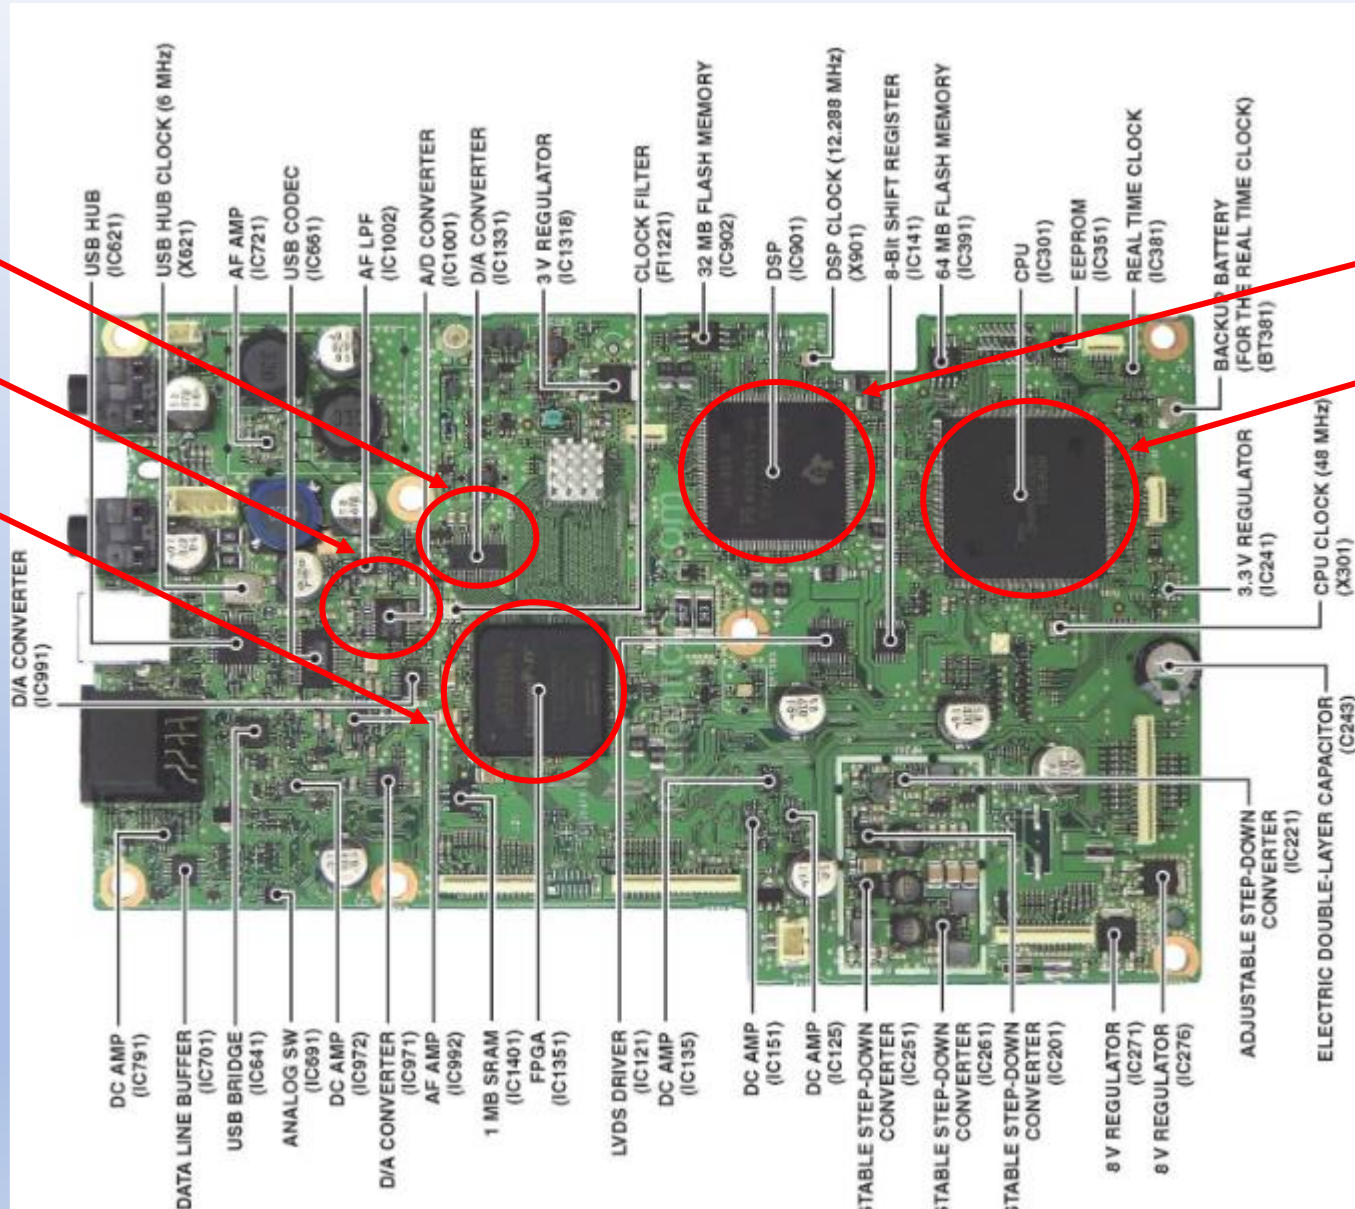 USB HUB
(IC621)
USB HUB CLOCK (6 MHz)
(X621)
AF AMP
(IC721)
USB CODEC
(IC661)
AF LPF
(IC1002)
A/D CONVERTER
(IC1001)
D/A CONVERTER
(IC1331)
3 V REGULATOR
(IC1318)
CLOCK FILTER
(FI1221)
32 MB FLASH MEMORY
(IC902)
DSP
(IC901)
DSP CLOCK (12.288 MHz)
(X901)
8-Bit SHIFT REGISTER
(IC141)
64 MB FLASH MEMORY
(IC391)
CPU
(IC301)
EEPROM
(IC351)
REAL TIME CLOCK
(IC381)
BACKUP BATTERY
(FOR THE REAL TIME CLOCK)
(BT381)
3.3 V REGULATOR
(IC241)
CPU CLOCK (48 MHz)
(X301)
D/A CONVERTER
(IC991)
DC AMP
(IC791)
DATA LINE BUFFER
(IC701)
USB BRIDGE
(IC641)
ANALOG SW
(IC691)
DC AMP
(IC972)
D/A CONVERTER
(IC971)
AF AMP
(IC992)
1 MB SRAM
(IC1401)
FPGA
(IC1351)
LVDS DRIVER
(IC121)
DC AMP
(IC135)
DC AMP
(IC151)
DC AMP
(IC125)
STABLE STEP-DOWN
CONVERTER
(IC251)
STABLE STEP-DOWN
CONVERTER
(IC261)
STABLE STEP-DOWN
CONVERTER
(IC201)
8 V REGULATOR
(IC271)
8 V REGULATOR
(IC276)
ADJUSTABLE STEP-DOWN
CONVERTER
(IC221)
ELECTRIC DOUBLE-LAYER CAPACITOR
(C243)